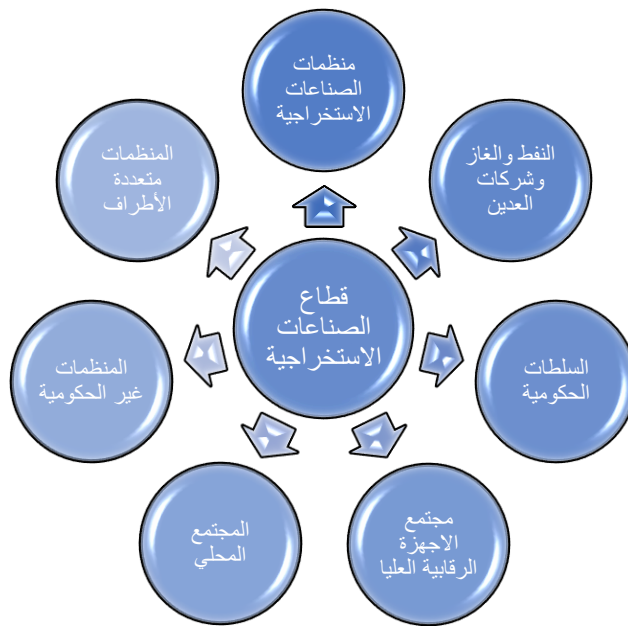 منظمات
الصناعات
الاستخراجية
النفط والغاز
وشركات
العدين
السلطات
الحكومية
مجتمع
الاجهزة
الرقابية العليا
المجتمع
المحلي
المنظمات
غير الحكومية
المنظمات
متعددة
الأطراف
قطاع
الصناعات
الاستخراجية